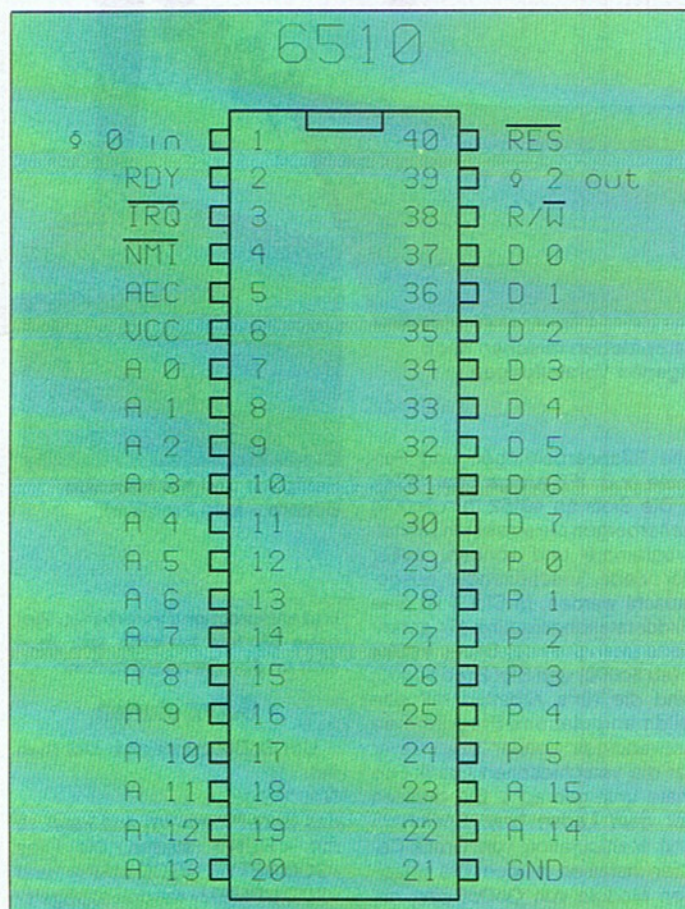 6510
φ 0 in 1 40 RES
RDY 2 39 φ 2 out
IRQ 3 38 R/W
NMI 4 37 D 0
AEC 5 36 D 1
VCC 6 35 D 2
A 0 7 34 D 3
A 1 8 33 D 4
A 2 9 32 D 5
A 3 10 31 D 6
A 4 11 30 D 7
A 5 12 29 P 0
A 6 13 28 P 1
A 7 14 27 P 2
A 8 15 26 P 3
A 9 16 25 P 4
A 10 17 24 P 5
A 11 18 23 A 15
A 12 19 22 A 14
A 13 20 21 GND